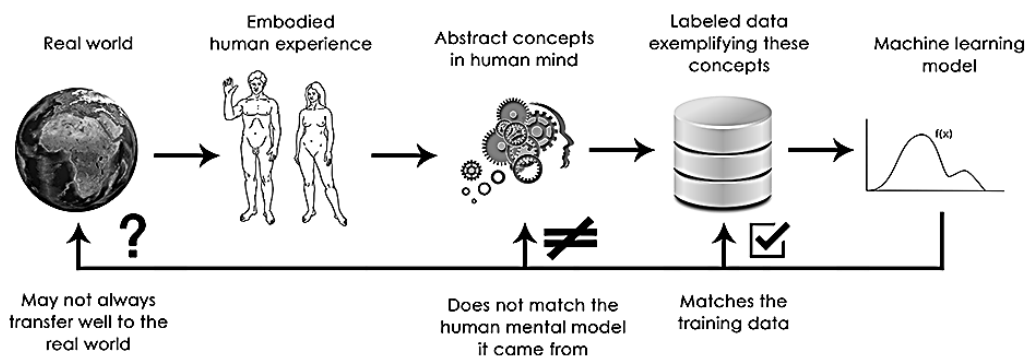 Real world
Embodied
human experience
Abstract concepts
in human mind
Labeled data
exemplifying these
concepts
Machine learning
model
f(x)
?
≠
May not always
transfer well to the
real world
Does not match the
human mental model
it came from
Matches the
training data